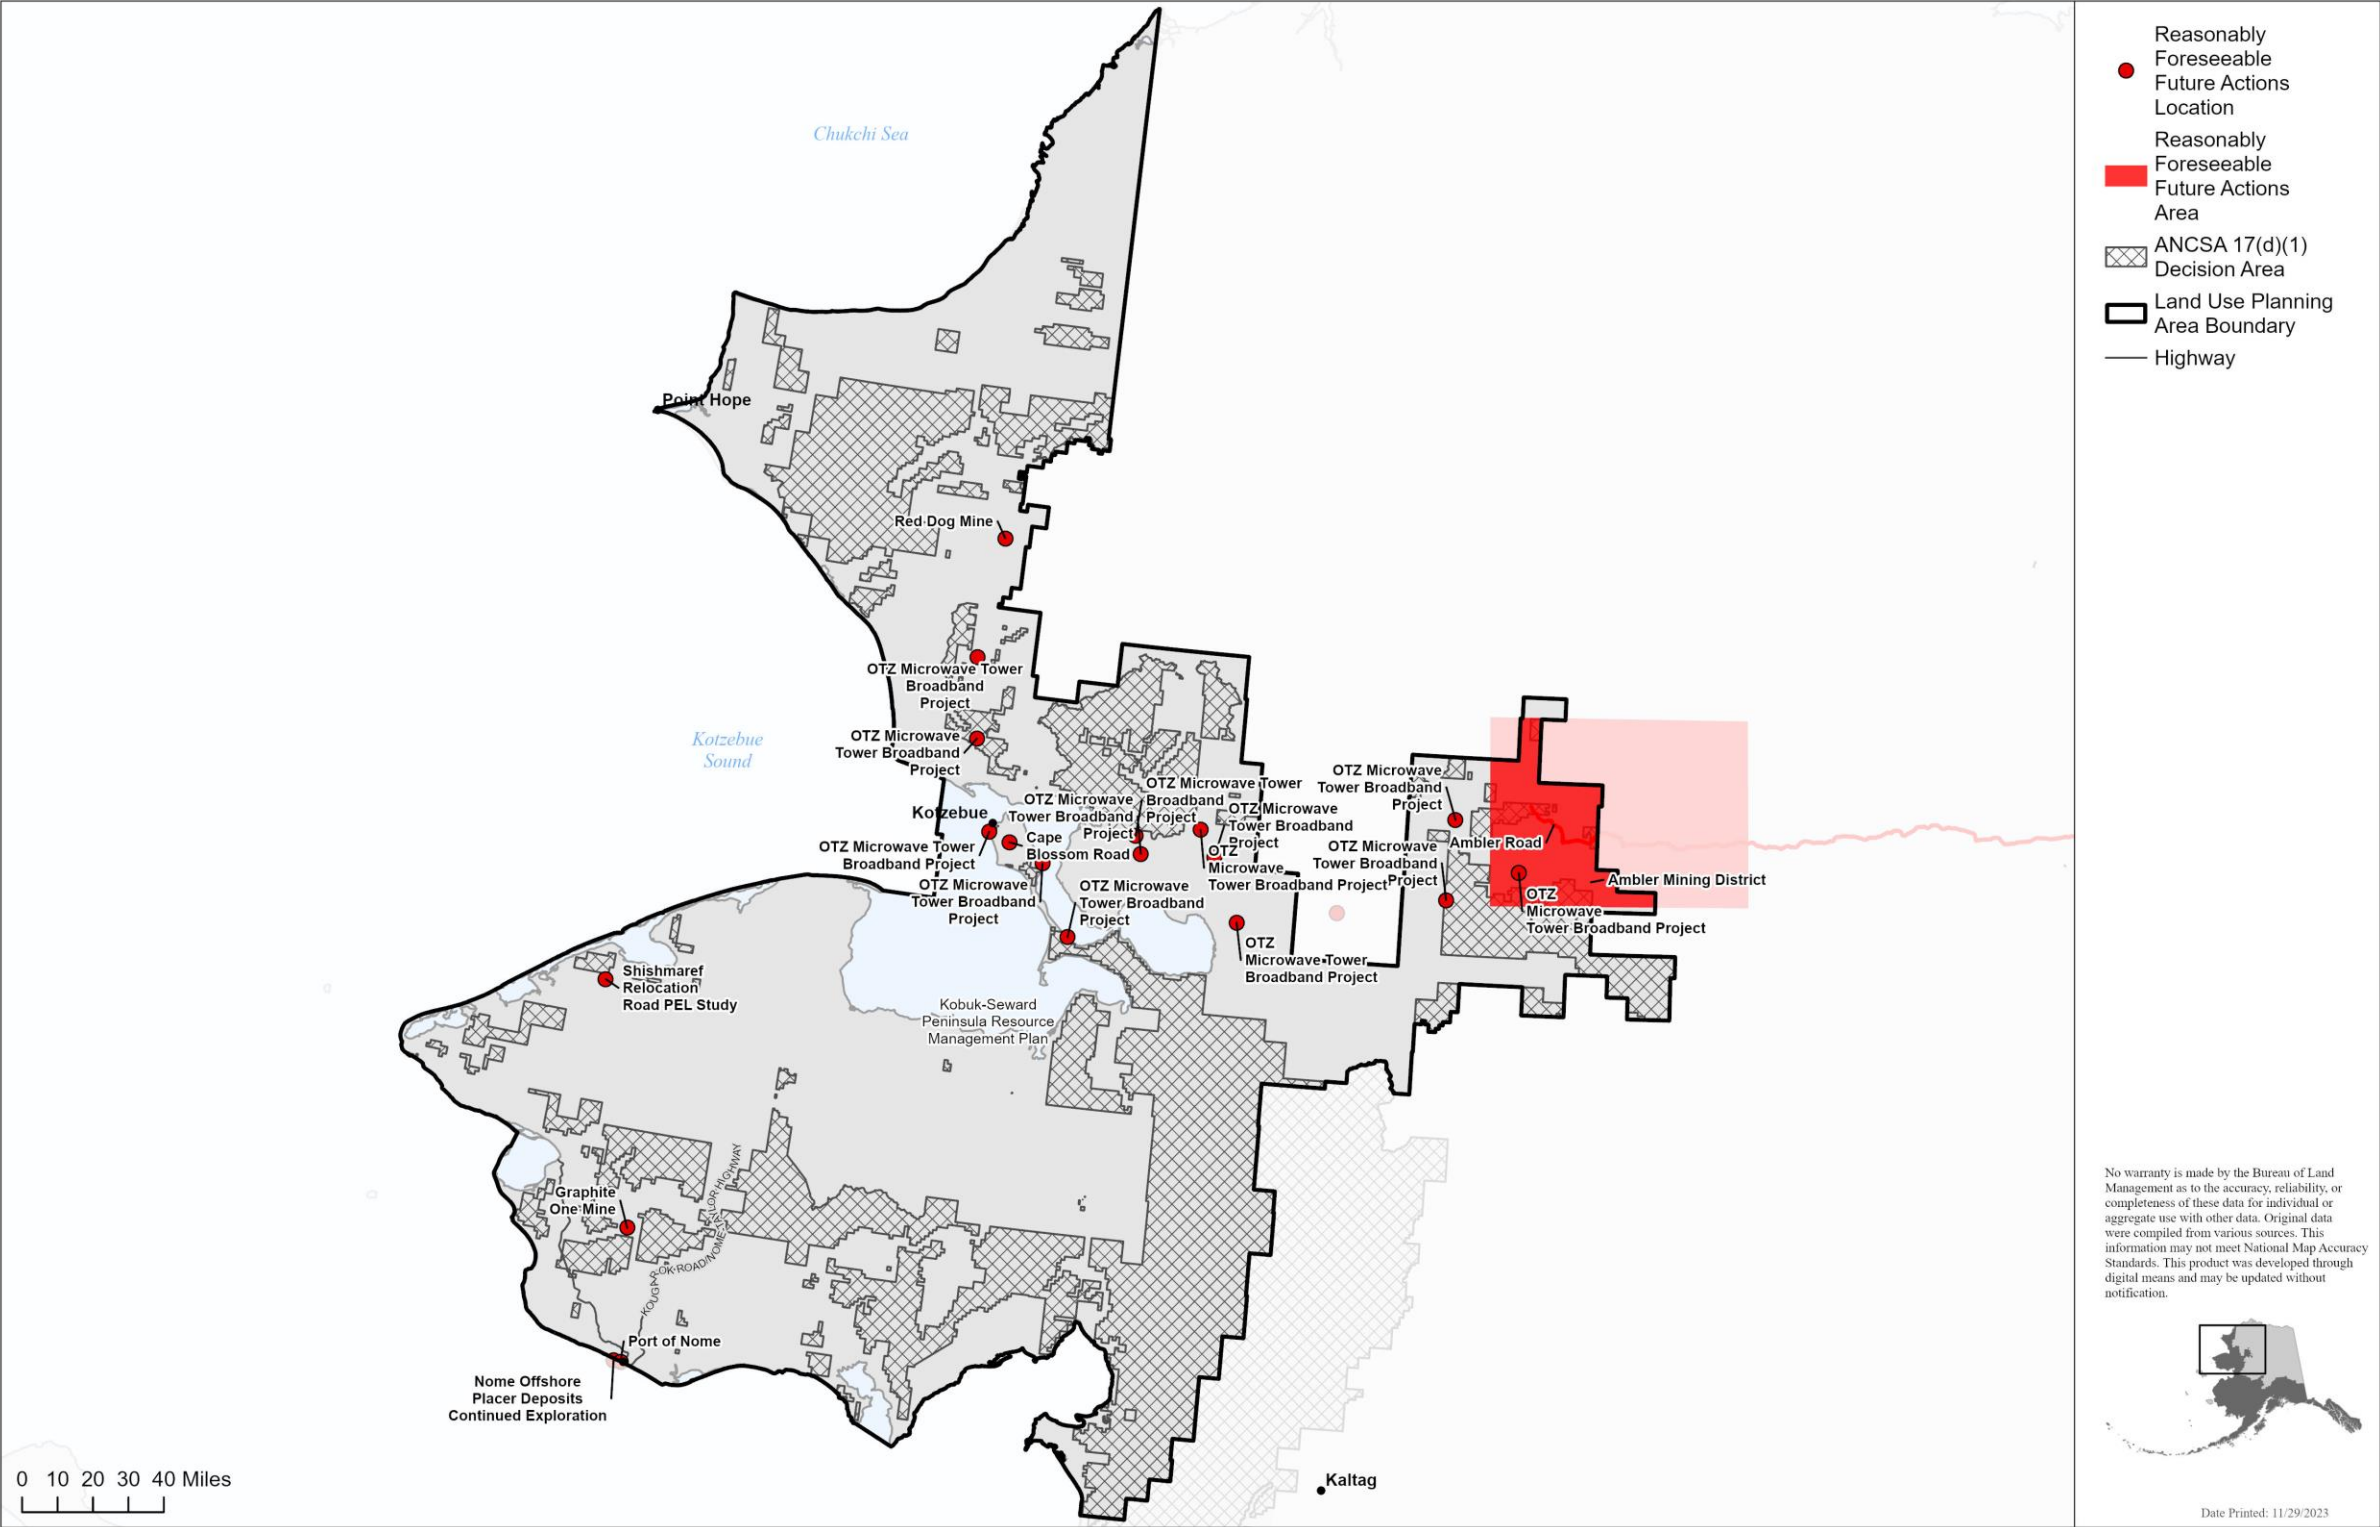 Chukchi Sea
Point Hope
Red Dog Mine
OTZ Microwave Tower
Broadband
Project
Kotzebue
Sound
OTZ Microwave
Tower Broadband
Project
Kotzebue
OTZ Microwave Tower
Broadband Project
Cape
Blossom Road
OTZ Microwave
Tower Broadband
Project
OTZ Microwave Tower
Broadband
Project
OTZ Microwave
Tower Broadband
Project
OTZ
Microwave
Tower Broadband Project
OTZ Microwave
Tower Broadband
Project
OTZ Microwave
Tower Broadband
Project
OTZ Microwave
Tower Broadband
Project
OTZ Microwave
Tower Broadband
Project
Ambler Road
Ambler Mining District
OTZ
Microwave
Tower Broadband Project
OTZ
Microwave Tower
Broadband Project
Shishmaref
Relocation
Road PEL Study
Kobuk-Seward
Peninsula Resource
Management Plan
Graphite
One Mine
Port of Nome
Nome Offshore
Placer Deposits
Continued Exploration
Kaltag
0 10 20 30 40 Miles
Reasonably
Foreseeable
Future Actions
Location
Reasonably
Foreseeable
Future Actions
Area
ANCSA 17(d)(1)
Decision Area
Land Use Planning
Area Boundary
Highway
No warranty is made by the Bureau of Land
Management as to the accuracy, reliability, or
completeness of these data for individual or
aggregate use with other data. Original data
were compiled from various sources. This
information may not meet National Map Accuracy
Standards. This product was developed through
digital means and may be updated without
notification.
Date Printed: 11/29/2023